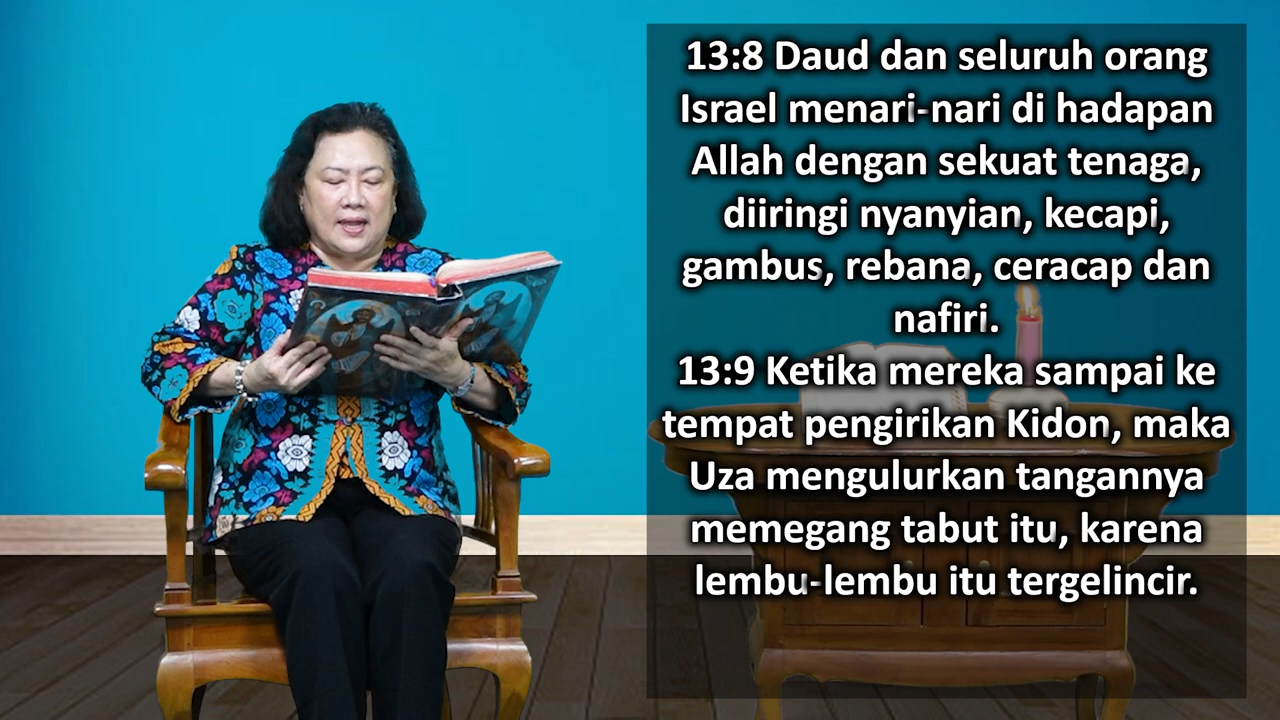 13:8 Daud dan seluruh orang
Israel menari-nari di hadapan
Allah dengan sekuat tenaga,
diiringi nyanyian, kecapi,
gambus, rebana, ceracap dan
nafiri.
13:9 Ketika mereka sampai ke
tempat pengirikan Kidon, maka
Uza mengulurkan tangannya
memegang tabut itu, karena
lembu-lembu itu tergelincir.